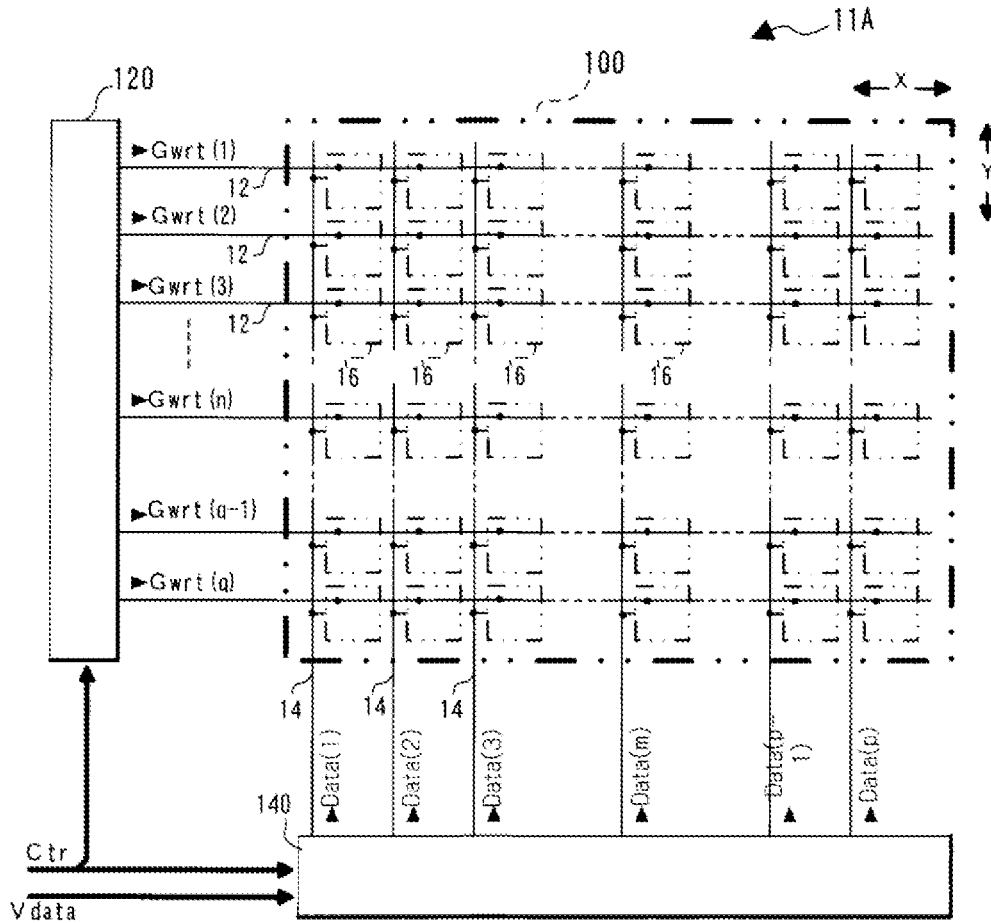 11A
120
100
X
Y
Gwrt(1)
12
Gwrt(2)
12
Gwrt(3)
12
16 16 16 16
Gwrt(n)
Gwrt(q-1)
Gwrt(q)
14 14 14
Data(1)
Data(2)
Data(3)
Data(m)
Data(p-1)
Data(p)
140
Ctr
Vdata